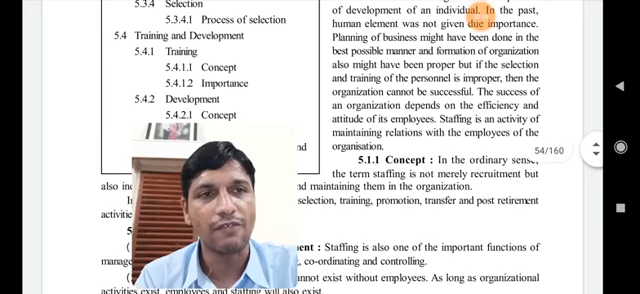 5.3.4 Selection
5.3.4.1 Process of selection
5.4 Training and Development
5.4.1 Training
5.4.1.1 Concept
5.4.1.2 Importance
5.4.2 Development
5.4.2.1 Concept
nd
of development of an individual. In the past,
human element was not given due importance.
Planning of business might have been done in the
best possible manner and formation of organization
also might have been proper but if the selection
and training of the personnel is improper, then the
organization cannot be successful. The success of
an organization depends on the efficiency and
attitude of its employees. Staffing is an activity of
maintaining relations with the employees of the
organisation.
5.1.1 Concept : In the ordinary sense,
the term staffing is not merely recruitment but
also in nd maintaining them in the organization.
In selection, training, promotion, transfer and post retirement
activitie
5
( ent : Staffing is also one of the important functions of
manage , co-ordinating and controlling.
( annot exist without employees. As long as organizational
activities exist, employees and staffing will also exist.
54/160